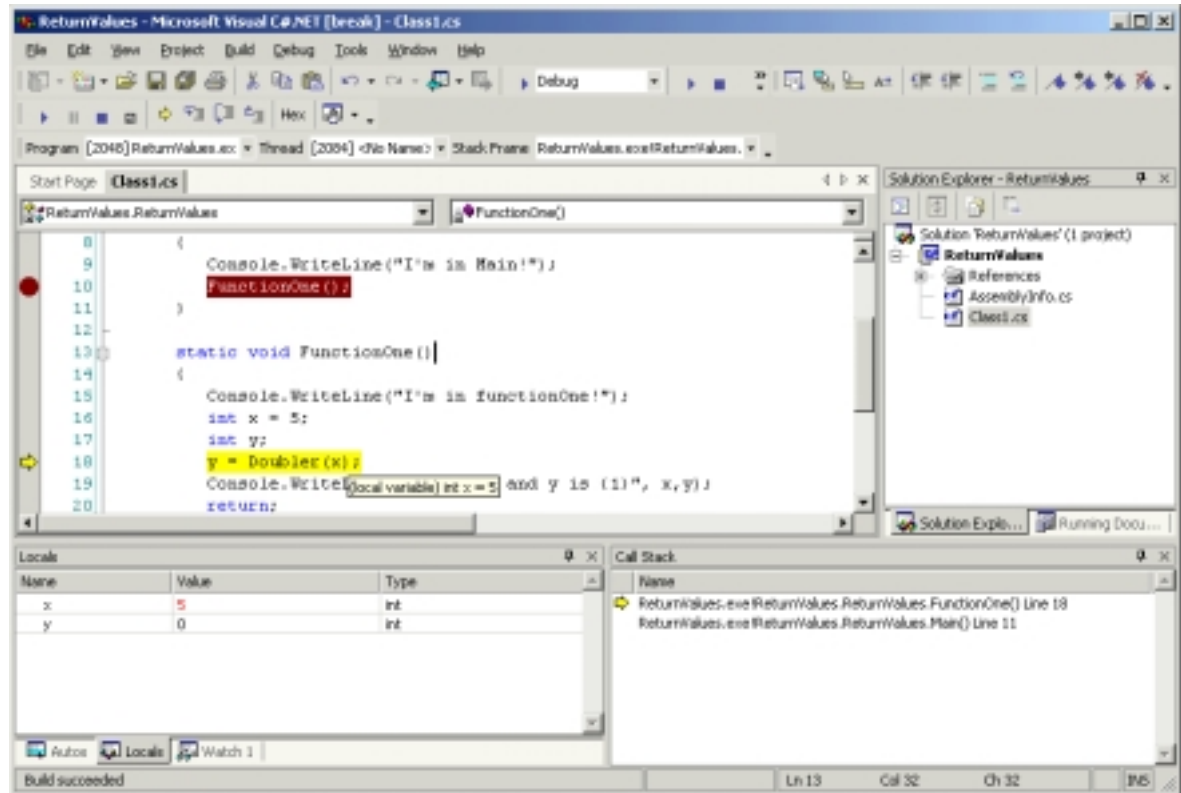 ReturnValues - Microsoft Visual C#.NET [break] - Class1.cs
File Edit View Project Build Debug Tools Window Help
Debug
Hex
Program [2048] ReturnValues.ex Thread [2084] <No Name> Stack Frame ReturnValues.exe!ReturnValues.
Start Page Class1.cs
ReturnValues.ReturnValues FunctionOne()
8 {
9 Console.WriteLine("I'm in Main!");
10 FunctionOne();
11 }
12
13 static void FunctionOne()
14 {
15 Console.WriteLine("I'm in functionOne!");
16 int x = 5;
17 int y;
18 y = Doubler(x);
19 Console.WriteL and y is {1}", x,y);
(local variable) int x = 5
20 return;
Solution Explorer - ReturnValues
Solution 'ReturnValues' (1 project)
ReturnValues
References
AssemblyInfo.cs
Class1.cs
Solution Explo... Running Docu...
Locals
Name Value Type
x 5 int
y 0 int
Autos Locals Watch 1
Call Stack
Name
ReturnValues.exe!ReturnValues.ReturnValues.FunctionOne() Line 18
ReturnValues.exe!ReturnValues.ReturnValues.Main() Line 11
Build succeeded Ln 13 Col 32 Ch 32 INS